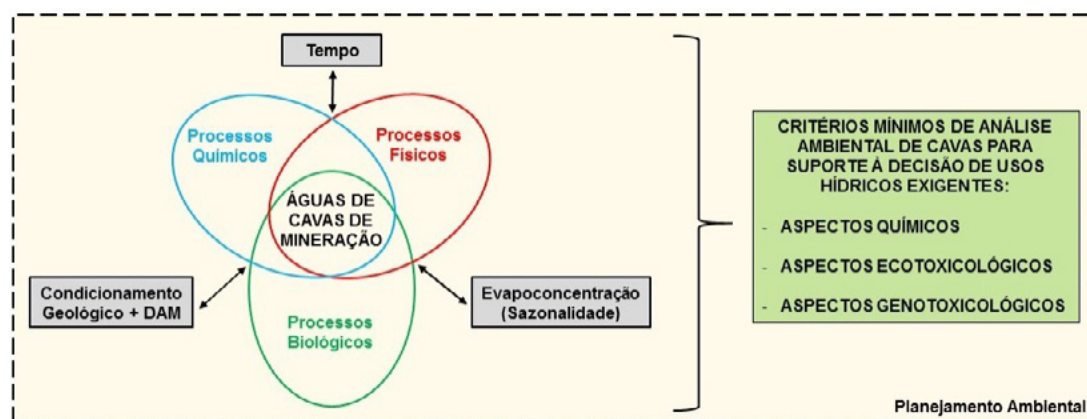 Tempo
Processos
Químicos
Processos
Físicos
ÁGUAS DE
CAVAS DE
MINERAÇÃO
Condicionamento
Geológico + DAM
Evapoconcentração
(Sazonalidade)
Processos
Biológicos
CRITÉRIOS MÍNIMOS DE ANÁLISE
AMBIENTAL DE CAVAS PARA
SUPORTE À DECISÃO DE USOS
HÍDRICOS EXIGENTES:
- ASPECTOS QUÍMICOS
- ASPECTOS ECOTOXICOLÓGICOS
- ASPECTOS GENOTOXICOLÓGICOS
Planejamento Ambiental